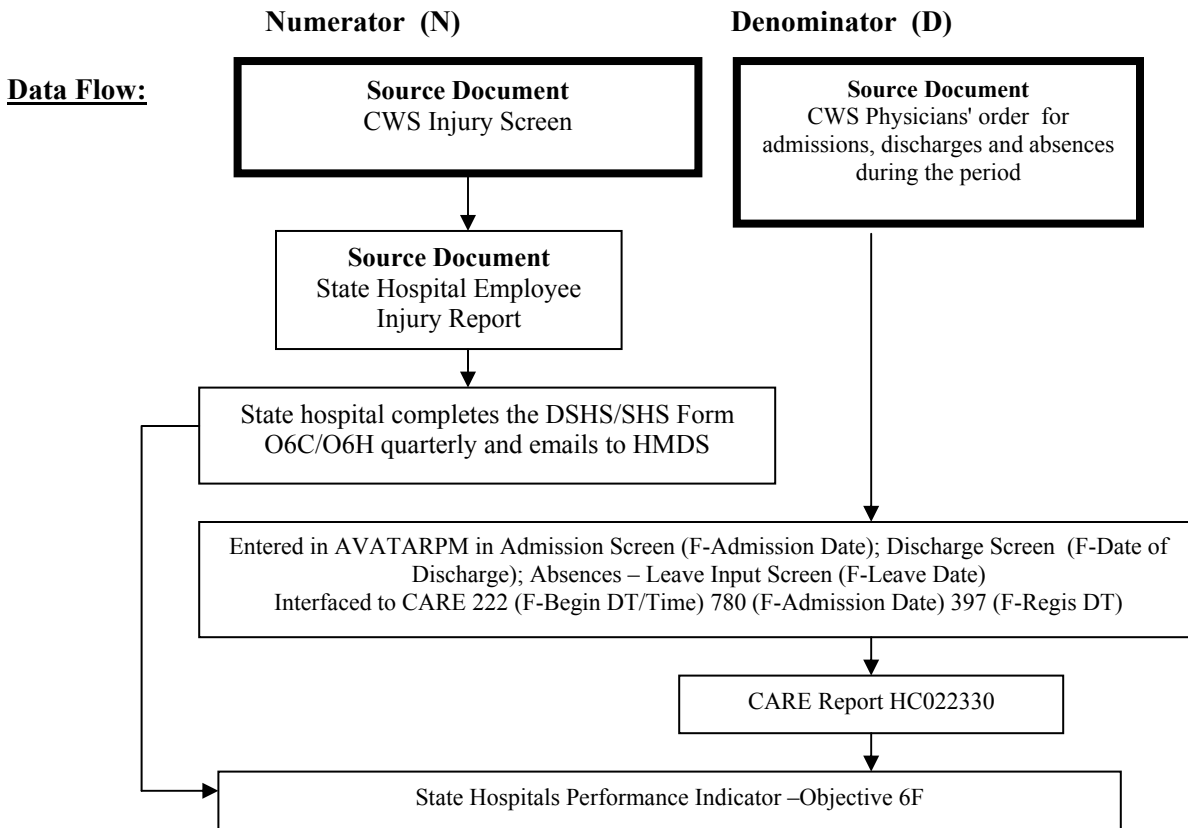 Numerator (N)
Denominator (D)
Data Flow:
Source Document
CWS Injury Screen
Source Document
CWS Physicians' order for
admissions, discharges and absences
during the period
Source Document
State Hospital Employee
Injury Report
State hospital completes the DSHS/SHS Form
O6C/O6H quarterly and emails to HMDS
Entered in AVATARPM in Admission Screen (F-Admission Date); Discharge Screen (F-Date of
Discharge); Absences – Leave Input Screen (F-Leave Date)
Interfaced to CARE 222 (F-Begin DT/Time) 780 (F-Admission Date) 397 (F-Regis DT)
CARE Report HC022330
State Hospitals Performance Indicator –Objective 6F